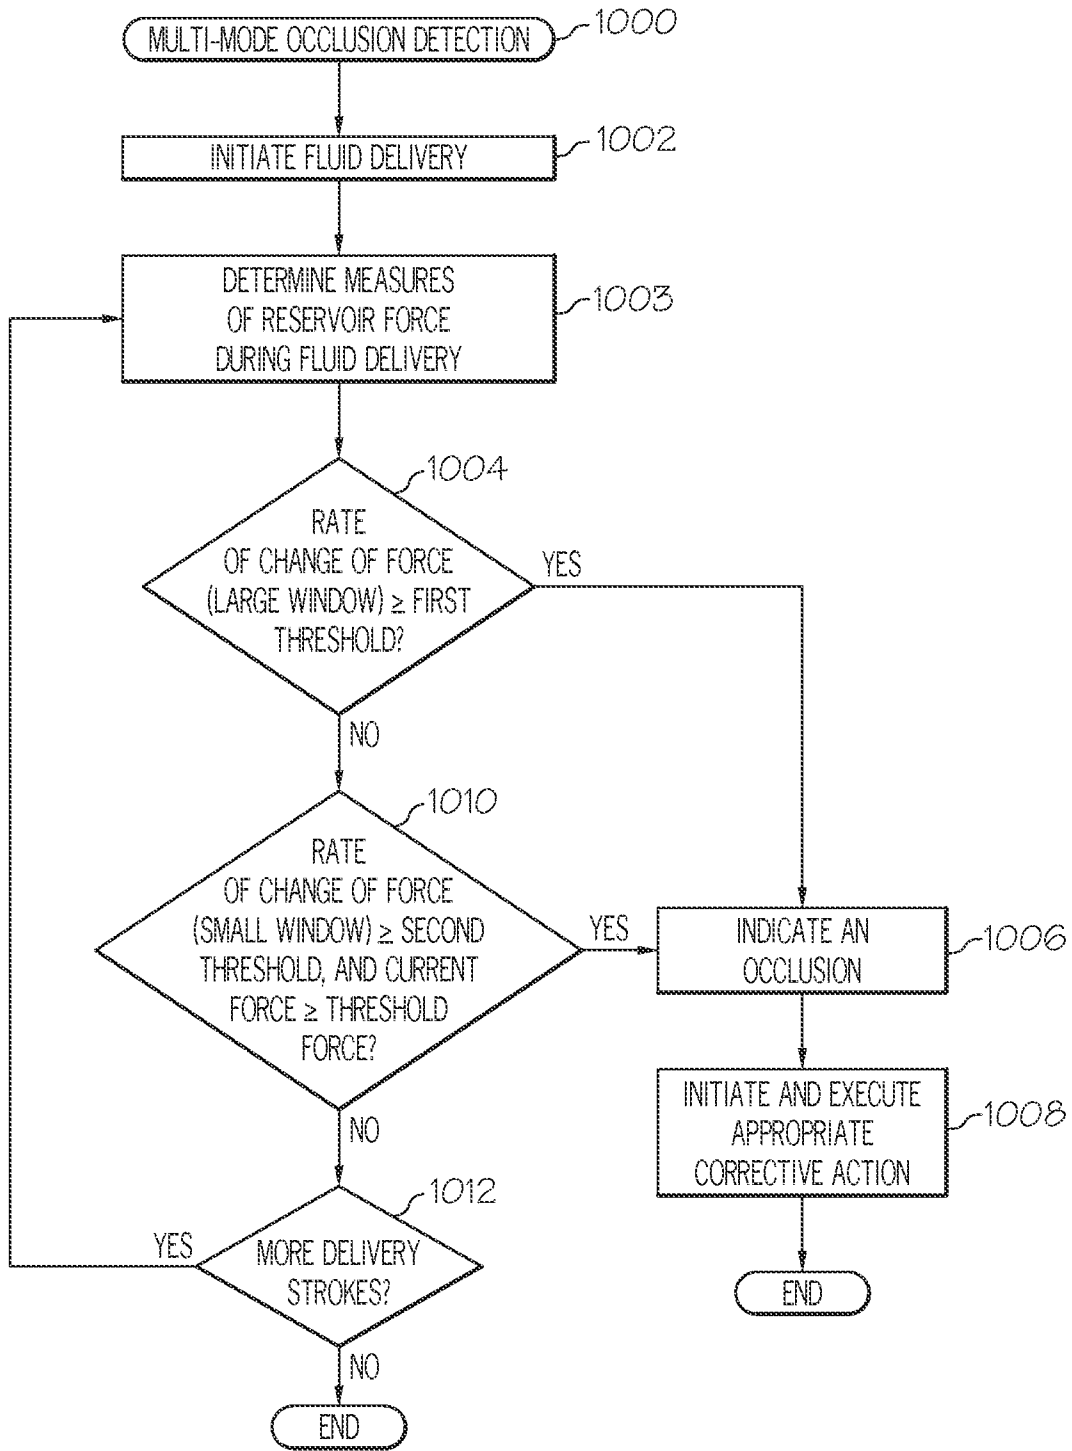 MULTI-MODE OCCLUSION DETECTION
1000
INITIATE FLUID DELIVERY
1002
DETERMINE MEASURES
OF RESERVOIR FORCE
DURING FLUID DELIVERY
1003
1004
RATE
OF CHANGE OF FORCE
(LARGE WINDOW) ≥ FIRST
THRESHOLD?
YES
NO
1010
RATE
OF CHANGE OF FORCE
(SMALL WINDOW) ≥ SECOND
THRESHOLD, AND CURRENT
FORCE ≥ THRESHOLD
FORCE?
YES
INDICATE AN
OCCLUSION
1006
INITIATE AND EXECUTE
APPROPRIATE
CORRECTIVE ACTION
1008
END
NO
1012
MORE DELIVERY
STROKES?
YES
NO
END